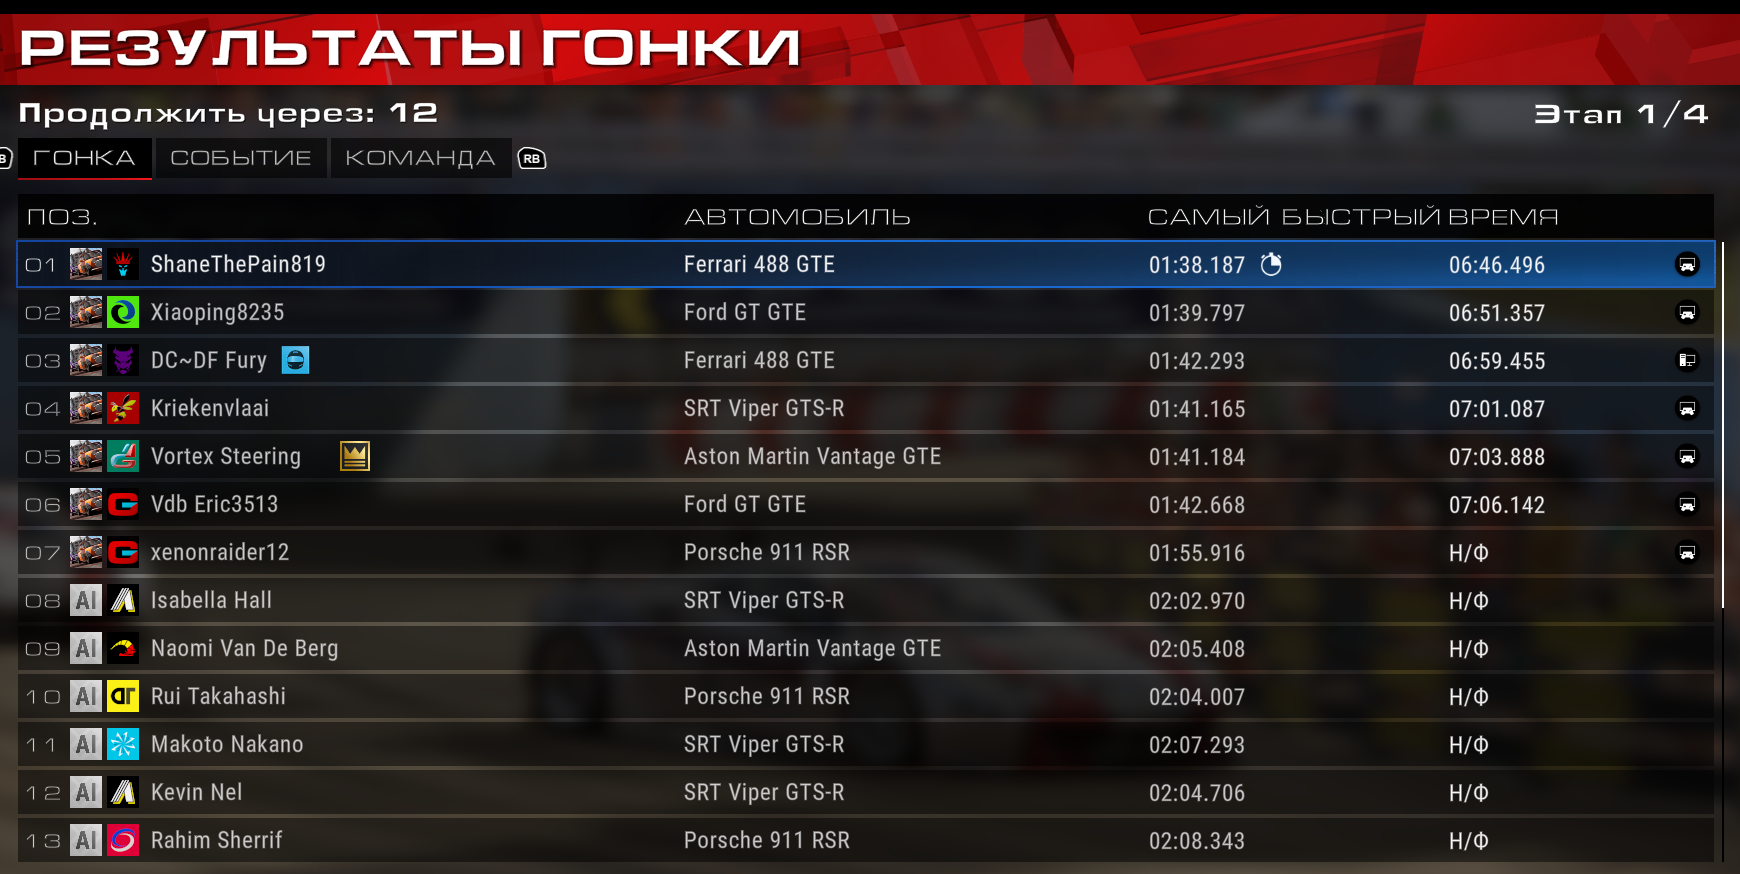 РЕЗУЛЬТАТЫ ГОНКИ
Продолжить через: 12 Этап 1/4
ГОНКА СОБЫТИЕ КОМАНДА RB
ПОЗ. АВТОМОБИЛЬ САМЫЙ БЫСТРЫЙ ВРЕМЯ
01 ShaneThePain819 Ferrari 488 GTE 01:38.187 06:46.496
02 Xiaoping8235 Ford GT GTE 01:39.797 06:51.357
03 DC~DF Fury Ferrari 488 GTE 01:42.293 06:59.455
04 Kriekenvlaai SRT Viper GTS-R 01:41.165 07:01.087
05 Vortex Steering Aston Martin Vantage GTE 01:41.184 07:03.888
06 Vdb Eric3513 Ford GT GTE 01:42.668 07:06.142
07 xenonraider12 Porsche 911 RSR 01:55.916 Н/Ф
08 AI Isabella Hall SRT Viper GTS-R 02:02.970 Н/Ф
09 AI Naomi Van De Berg Aston Martin Vantage GTE 02:05.408 Н/Ф
10 AI Rui Takahashi Porsche 911 RSR 02:04.007 Н/Ф
11 AI Makoto Nakano SRT Viper GTS-R 02:07.293 Н/Ф
12 AI Kevin Nel SRT Viper GTS-R 02:04.706 Н/Ф
13 AI Rahim Sherrif Porsche 911 RSR 02:08.343 Н/Ф